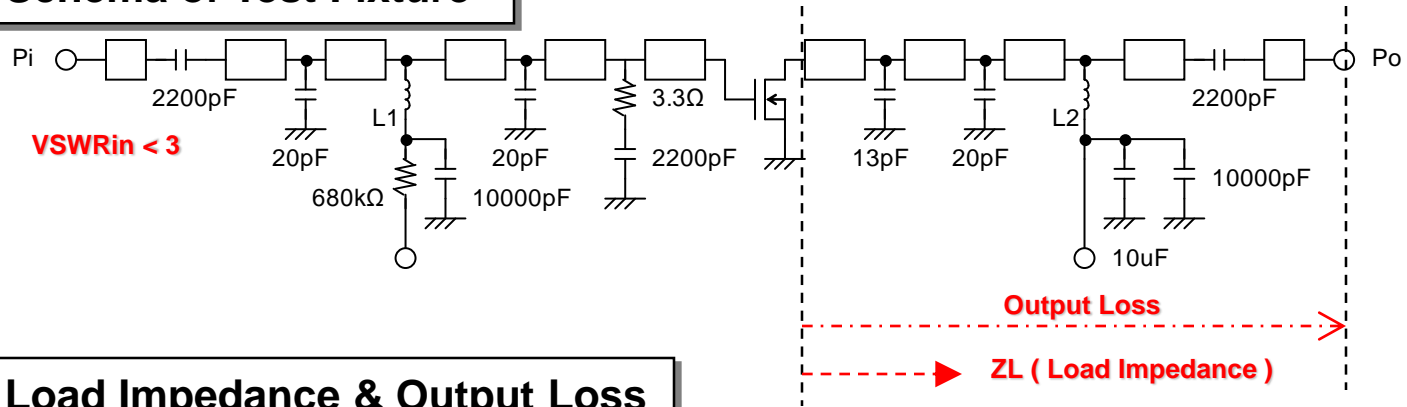 Schema of Test Fixture
Pi
Po
2200pF
3.3Ω
2200pF
L1
L2
VSWRin < 3
20pF
20pF
2200pF
13pF
20pF
680kΩ
10000pF
10000pF
10uF
Output Loss
ZL ( Load Impedance )
Load Impedance & Output Loss